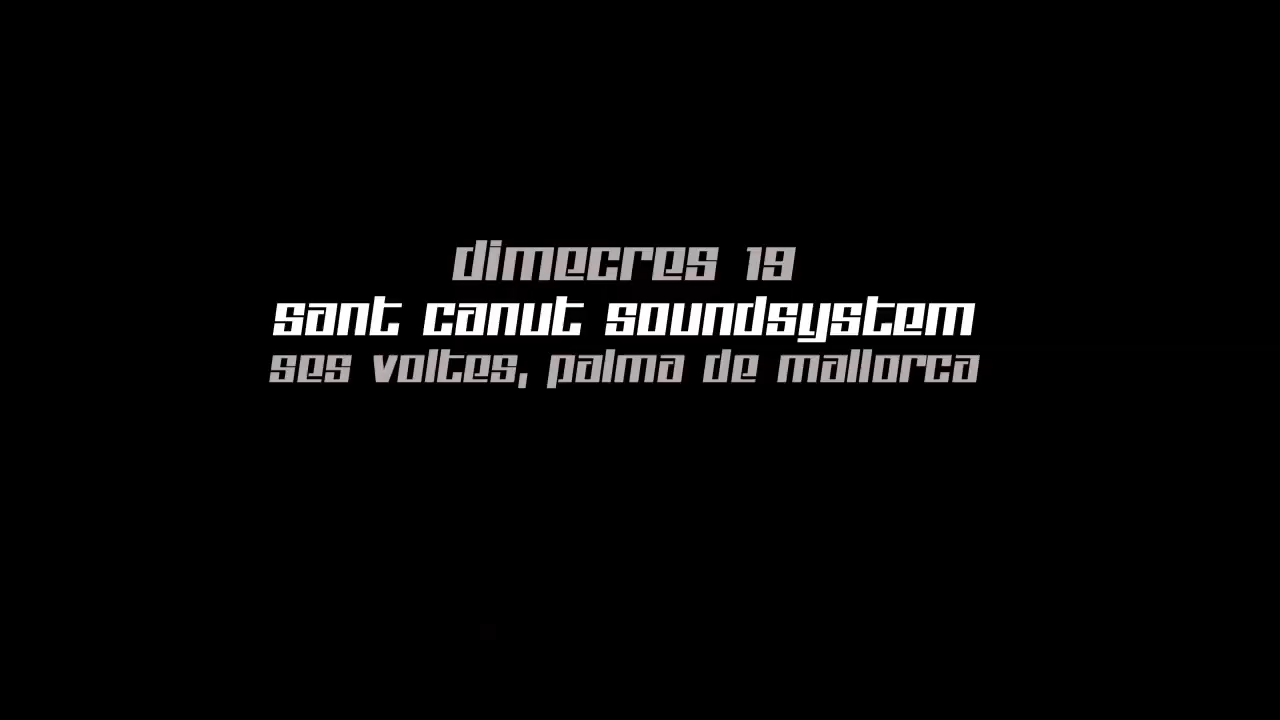 dimecres 19
sant canut soundsystem
ses voltes, palma de mallorca